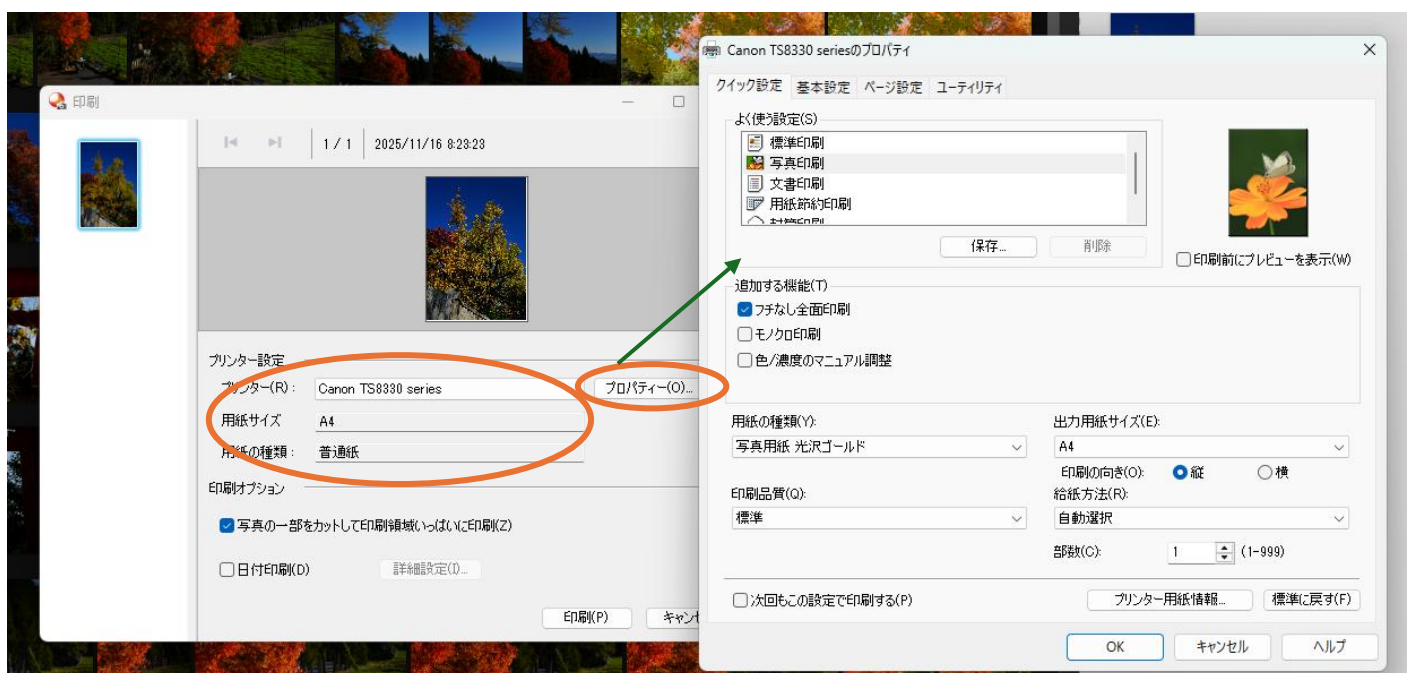 印刷
1 / 1 2025/11/16 8:23:23
プリンター設定
プリンター(R): Canon TS8330 series プロパティー(O)...
用紙サイズ A4
用紙の種類: 普通紙
印刷オプション
写真の一部をカットして印刷領域いっぱいに印刷(Z)
日付印刷(D) 詳細設定(I)...
印刷(P)
Canon TS8330 seriesのプロパティ
クイック設定 基本設定 ページ設定 ユーティリティ
よく使う設定(S)
標準印刷
写真印刷
文書印刷
用紙節約印刷
封筒印刷
保存... 削除
印刷前にプレビューを表示(W)
追加する機能(T)
フチなし全面印刷
モノクロ印刷
色/濃度のマニュアル調整
用紙の種類(Y): 出力用紙サイズ(E):
写真用紙 光沢ゴールド A4
印刷の向き(O): 縦 横
印刷品質(Q): 給紙方法(R):
標準 自動選択
部数(C): 1 (1-999)
次回もこの設定で印刷する(P) プリンター用紙情報... 標準に戻す(F)
OK キャンセル ヘルプ